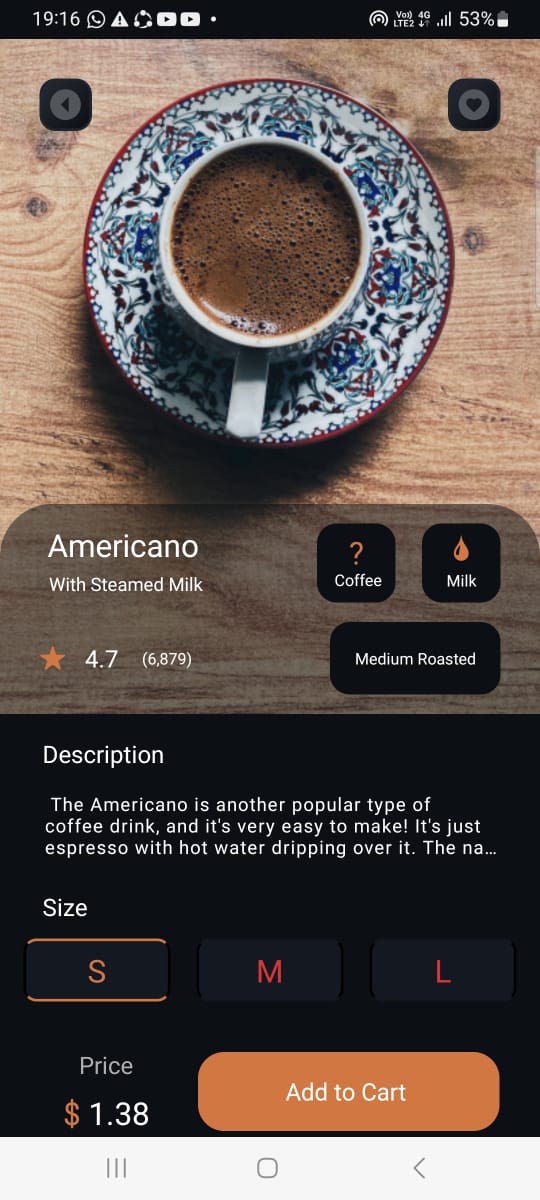 19:16
Vo)) 4G
LTE2
53%
Americano
With Steamed Milk
?
Coffee
Milk
4.7 (6,879)
Medium Roasted
Description
The Americano is another popular type of
coffee drink, and it's very easy to make! It's just
espresso with hot water dripping over it. The na...
Size
S M L
Price
$ 1.38
Add to Cart